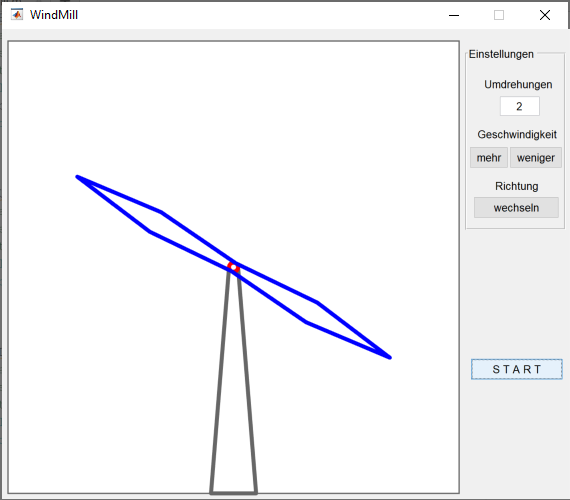 WindMill
Einstellungen
Umdrehungen
2
Geschwindigkeit
mehr weniger
Richtung
wechseln
S T A R T